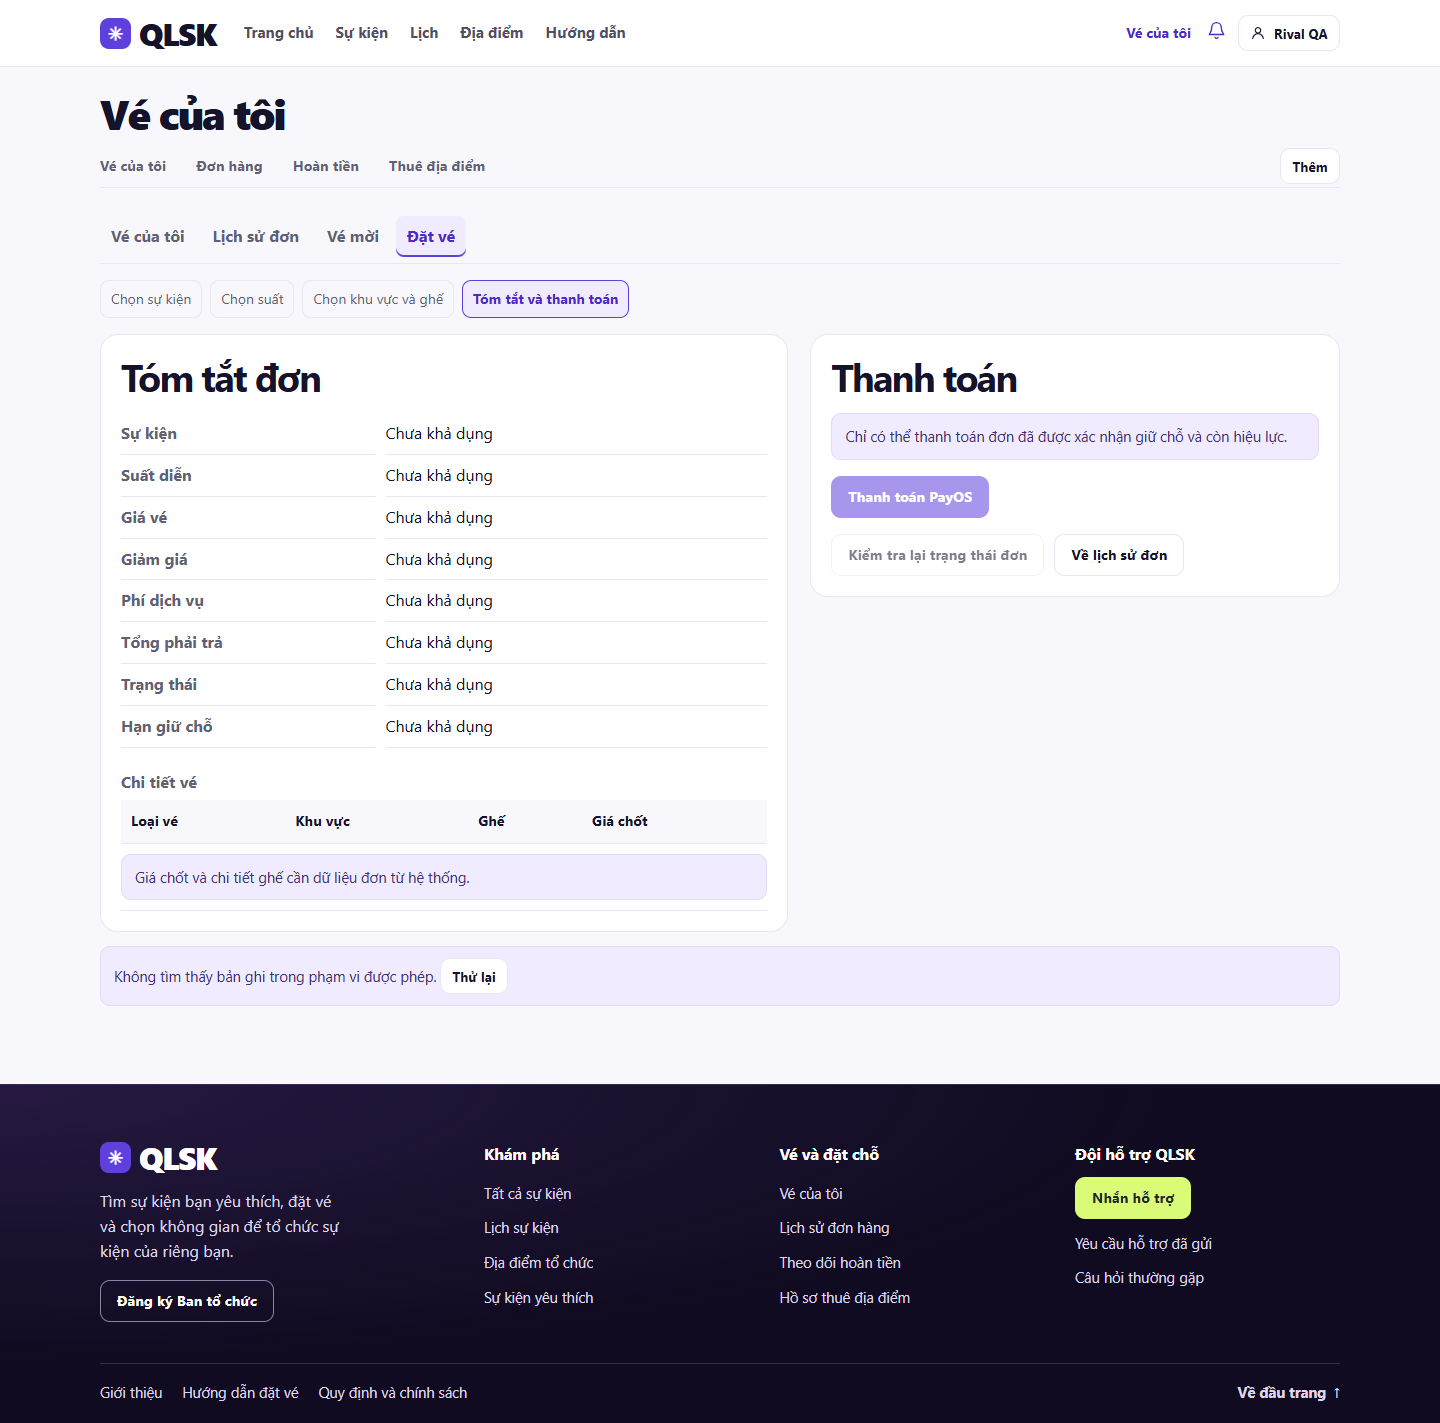 QLSK
Trang chủ
Sự kiện
Lịch
Địa điểm
Hướng dẫn
Vé của tôi
Rival QA
Vé của tôi
Vé của tôi
Đơn hàng
Hoàn tiền
Thuê địa điểm
Thêm
Vé của tôi
Lịch sử đơn
Vé mời
Đặt vé
Chọn sự kiện
Chọn suất
Chọn khu vực và ghế
Tóm tắt và thanh toán
Tóm tắt đơn
Sự kiện Chưa khả dụng
Suất diễn Chưa khả dụng
Giá vé Chưa khả dụng
Giảm giá Chưa khả dụng
Phí dịch vụ Chưa khả dụng
Tổng phải trả Chưa khả dụng
Trạng thái Chưa khả dụng
Hạn giữ chỗ Chưa khả dụng
Chi tiết vé
Loại vé Khu vực Ghế Giá chốt
Giá chốt và chi tiết ghế cần dữ liệu đơn từ hệ thống.
Thanh toán
Chỉ có thể thanh toán đơn đã được xác nhận giữ chỗ và còn hiệu lực.
Thanh toán PayOS
Kiểm tra lại trạng thái đơn
Về lịch sử đơn
Không tìm thấy bản ghi trong phạm vi được phép. Thử lại
QLSK
Tìm sự kiện bạn yêu thích, đặt vé
và chọn không gian để tổ chức sự
kiện của riêng bạn.
Đăng ký Ban tổ chức
Khám phá
Tất cả sự kiện
Lịch sự kiện
Địa điểm tổ chức
Sự kiện yêu thích
Vé và đặt chỗ
Vé của tôi
Lịch sử đơn hàng
Theo dõi hoàn tiền
Hồ sơ thuê địa điểm
Đội hỗ trợ QLSK
Nhắn hỗ trợ
Yêu cầu hỗ trợ đã gửi
Câu hỏi thường gặp
Giới thiệu
Hướng dẫn đặt vé
Quy định và chính sách
Về đầu trang ↑